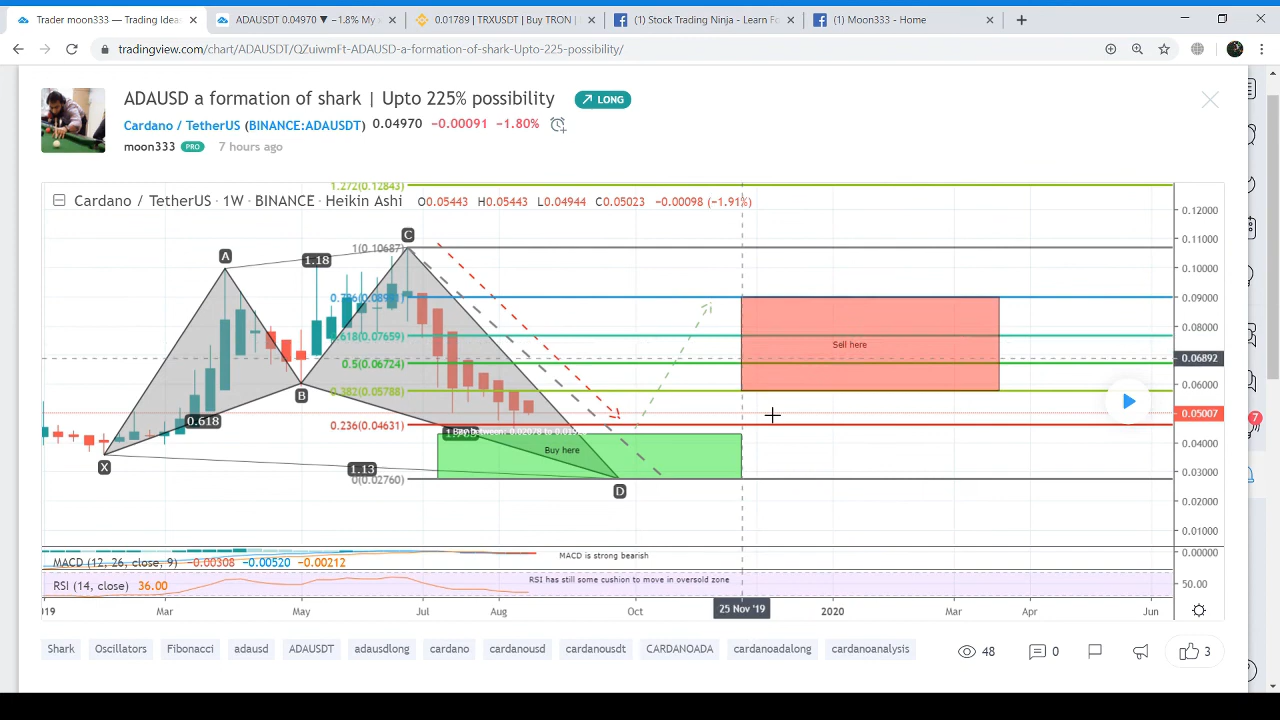 Trader moon333 — Trading Ideas
ADAUSDT 0.04970 ▼ −1.8% My
0.01789 | TRXUSDT | Buy TRON |
(1) Stock Trading Ninja - Learn Fo
(1) Moon333 - Home
tradingview.com/chart/ADAUSDT/QZuiwmFt-ADAUSD-a-formation-of-shark-Upto-225-possibility/
ADAUSD a formation of shark | Upto 225% possibility
LONG
Cardano / TetherUS (BINANCE:ADAUSDT) 0.04970 −0.00091 −1.80%
moon333 PRO 7 hours ago
1.272(0.12843)
Cardano / TetherUS · 1W · BINANCE · Heikin Ashi O0.05443 H0.05443 L0.04944 C0.05023 −0.00098 (−1.91%)
0.12000
C
0.11000
1(0.10687)
A
1.18
0.10000
0.09000
0.08000
0.618(0.07659)
Sell here
0.5(0.06724)
0.06892
0.06000
0.382(0.05788)
B
0.05007
7
0.618
0.236(0.04631)
Buy here
0.04000
X
1.13
0.03000
0(0.02760)
D
0.02000
0.01000
MACD is strong bearish
0.00000
MACD (12, 26, close, 9) −0.00308 −0.00520 −0.00212
RSI has still some cushion to move in oversold zone
RSI (14, close) 36.00
50.00
19 Mar May Jul Aug Oct 25 Nov '19 2020 Mar Apr Jun
Shark Oscillators Fibonacci adausd ADAUSDT adausdlong cardano cardanousd cardanousdt CARDANOADA cardanoadalong cardanoanalysis
48 0 3